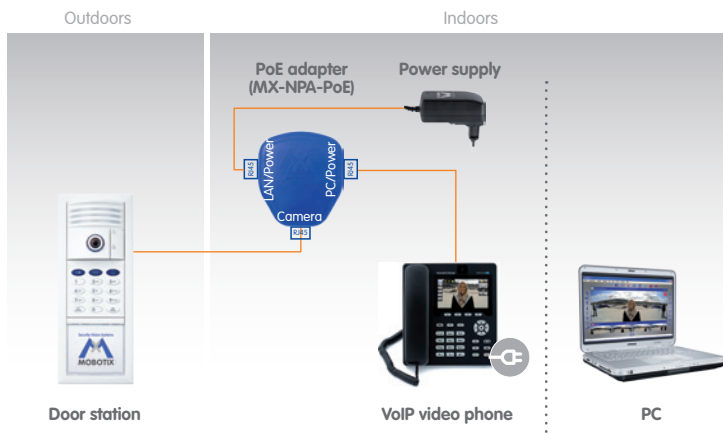 Outdoors
Indoors
PoE adapter
(MX-NPA-PoE)
Power supply
RJ45
LAN/Power
PC/Power
RJ45
Camera
RJ45
MOBOTIX
Door station
VoIP video phone
PC